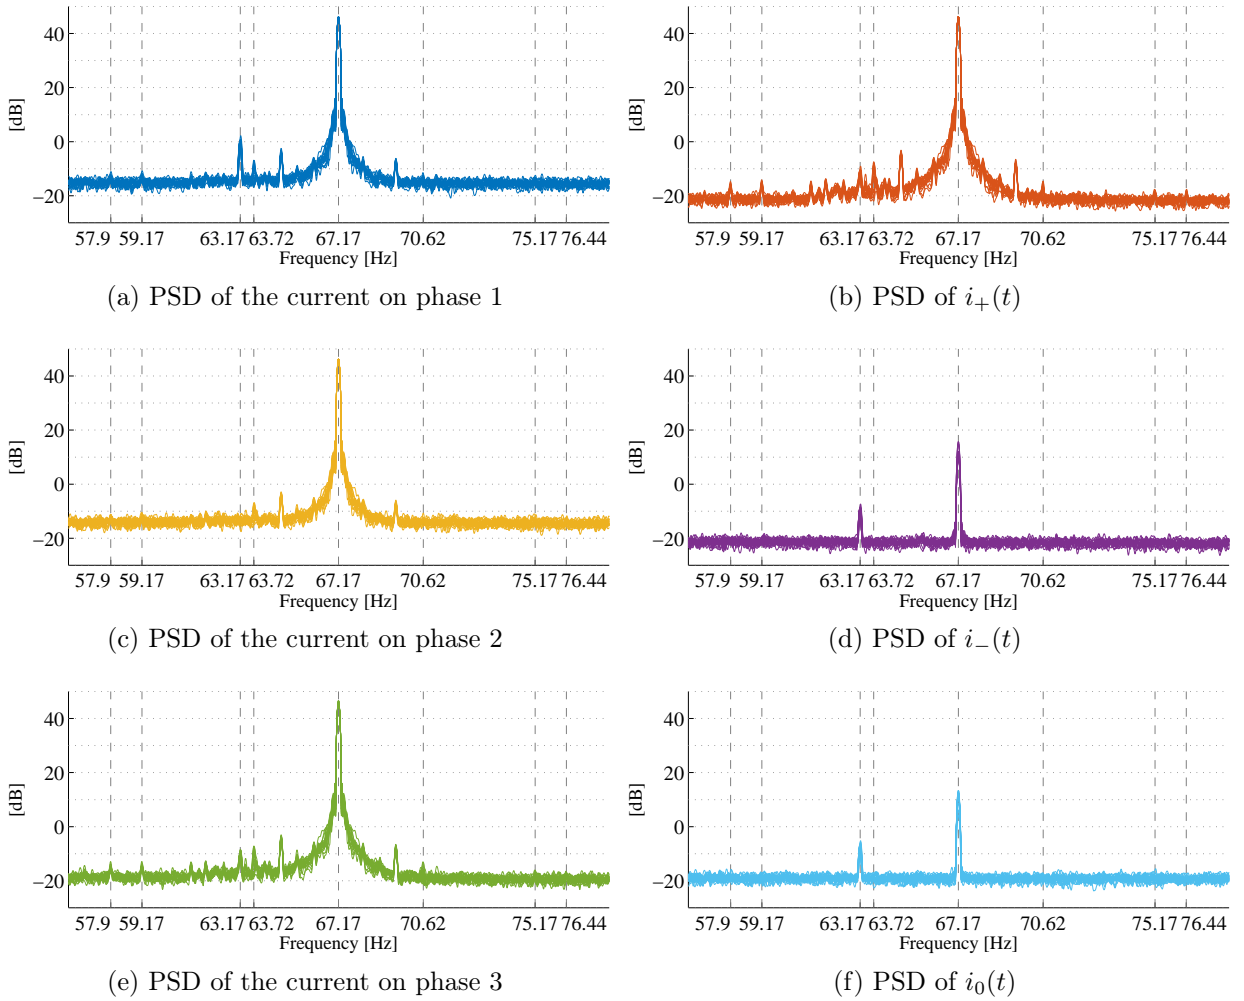 40
20
0
−20
[dB]
57.9 59.17 63.17 63.72 67.17 70.62 75.17 76.44
Frequency [Hz]
(a) PSD of the current on phase 1
40
20
0
−20
[dB]
57.9 59.17 63.17 63.72 67.17 70.62 75.17 76.44
Frequency [Hz]
(b) PSD of i+(t)
40
20
0
−20
[dB]
57.9 59.17 63.17 63.72 67.17 70.62 75.17 76.44
Frequency [Hz]
(c) PSD of the current on phase 2
40
20
0
−20
[dB]
57.9 59.17 63.17 63.72 67.17 70.62 75.17 76.44
Frequency [Hz]
(d) PSD of i−(t)
40
20
0
−20
[dB]
57.9 59.17 63.17 63.72 67.17 70.62 75.17 76.44
Frequency [Hz]
(e) PSD of the current on phase 3
40
20
0
−20
[dB]
57.9 59.17 63.17 63.72 67.17 70.62 75.17 76.44
Frequency [Hz]
(f) PSD of i0(t)